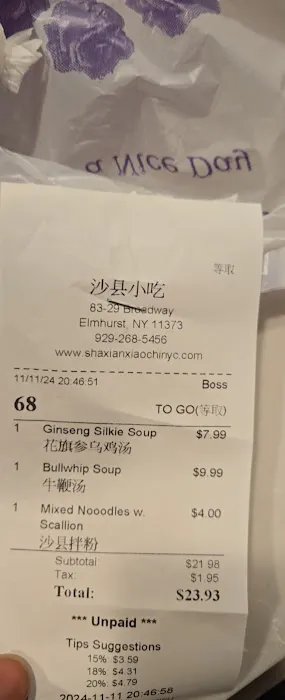 a Nice Day
等取
沙县小吃
83-29 Broadway
Elmhurst, NY 11373
929-268-5456
www.shaxianxiaochinyc.com
11/11/24 20:46:51 Boss
68 TO GO(等取)
1 Ginseng Silkie Soup $7.99
花旗参乌鸡汤
1 Bullwhip Soup $9.99
牛鞭汤
1 Mixed Nooodles w. $4.00
Scallion
沙县拌粉
Subtotal $21.98
Tax: $1.95
Total: $23.93
*** Unpaid ***
Tips Suggestions
15% $3.59
18% $4.31
20% $4.79
2024-11-11 20:46:58